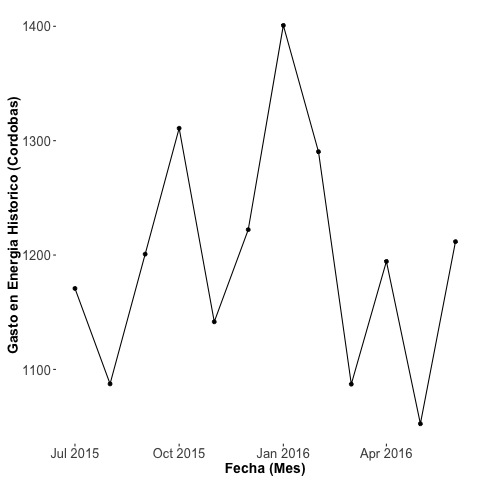 1400
1300
1200
1100
Gasto en Energia Historico (Cordobas)
Jul 2015
Oct 2015
Jan 2016
Apr 2016
Fecha (Mes)